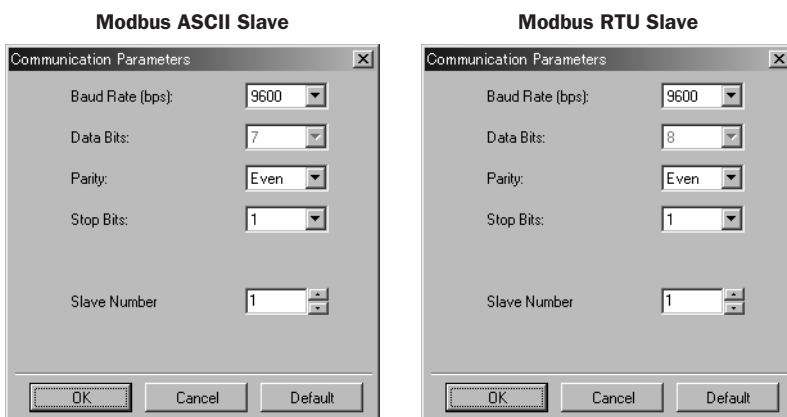 Modbus ASCII Slave
Communication Parameters
Baud Rate (bps):
9600
Data Bits:
7
Parity:
Even
Stop Bits:
1
Slave Number
1
OK
Cancel
Default
Modbus RTU Slave
Communication Parameters
Baud Rate (bps):
9600
Data Bits:
8
Parity:
Even
Stop Bits:
1
Slave Number
1
OK
Cancel
Default